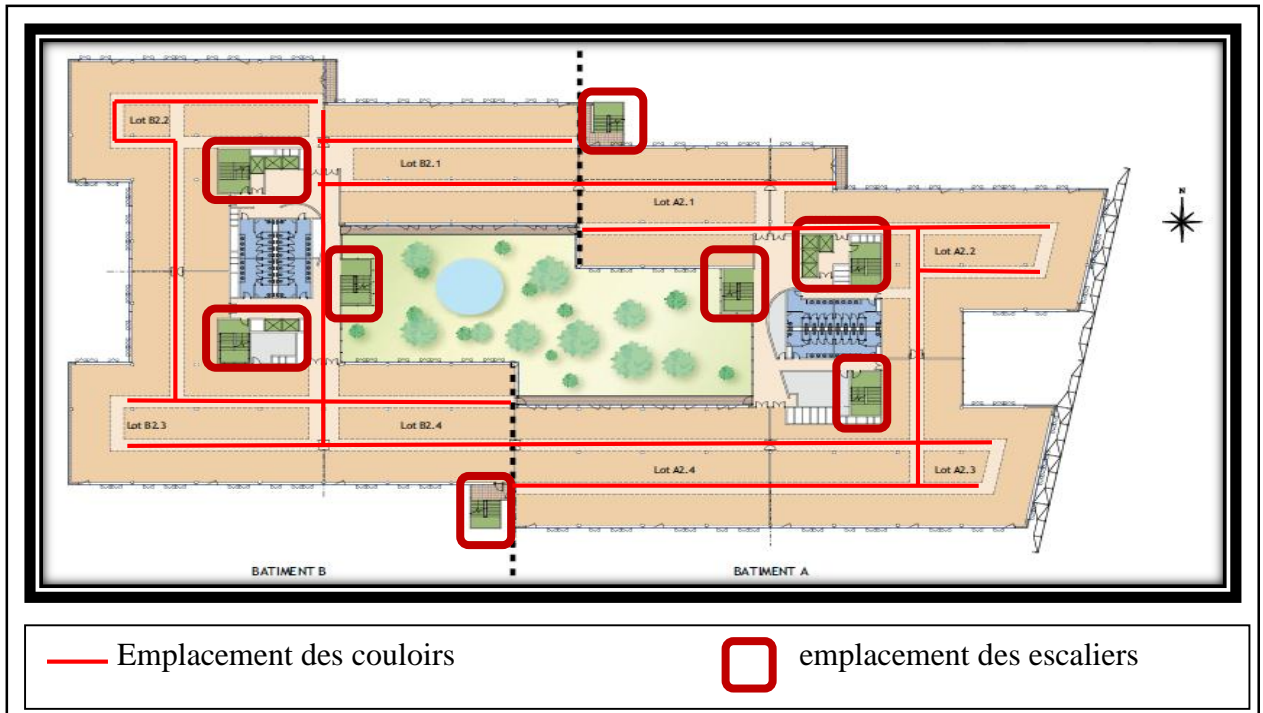 Lot B2.2
Lot B2.1
Lot A2.1
N
Lot A2.2
Lot B2.3
Lot B2.4
Lot A2.4
Lot A2.3
BATIMENT B
BATIMENT A
Emplacement des couloirs
emplacement des escaliers